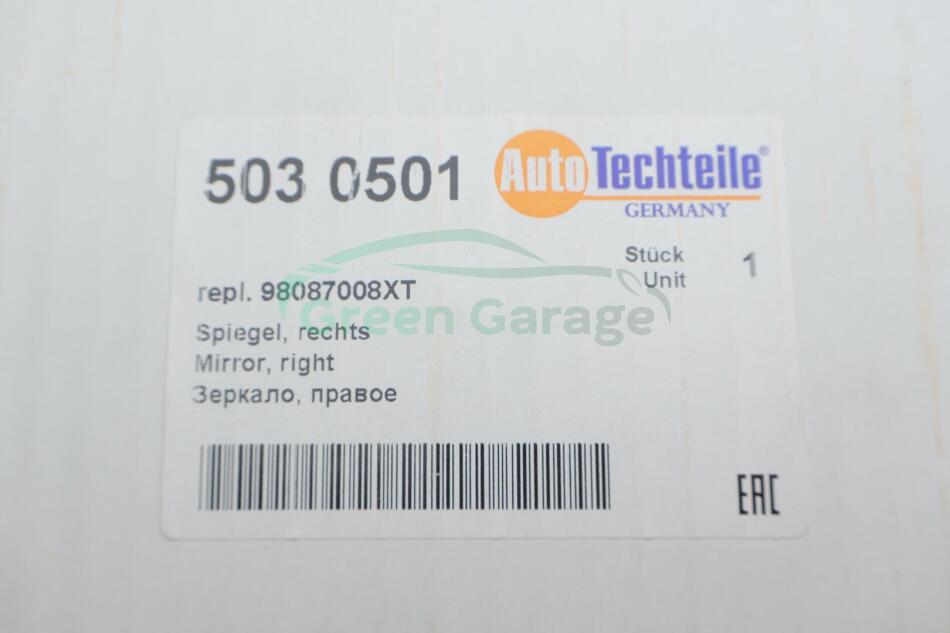 503 0501
AutoTechteile®
GERMANY
Stück
Unit
1
repl. 98087008XT
Green Garage
Spiegel, rechts
Mirror, right
Зеркало, правое
EAC